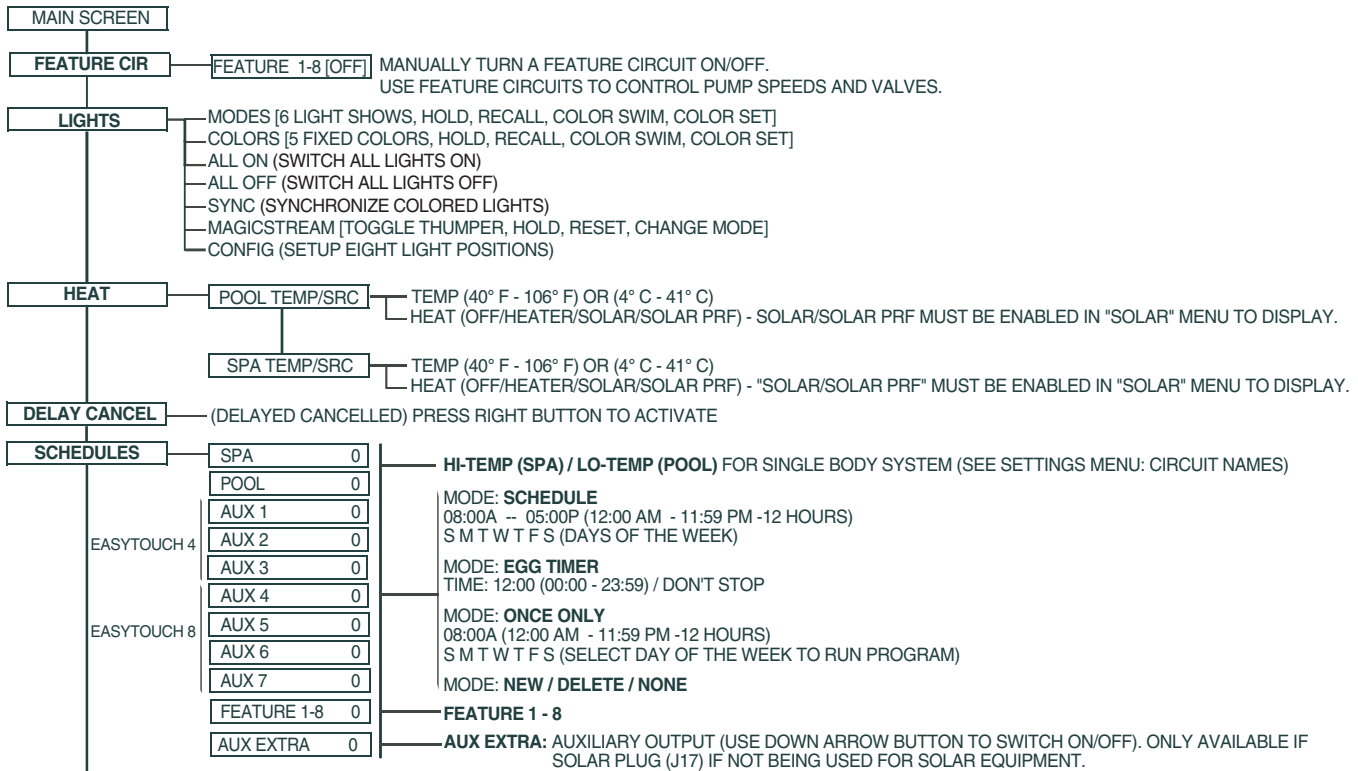 MAIN SCREEN
FEATURE CIR
FEATURE 1-8 [OFF]
MANUALLY TURN A FEATURE CIRCUIT ON/OFF.
USE FEATURE CIRCUITS TO CONTROL PUMP SPEEDS AND VALVES.
LIGHTS
MODES [6 LIGHT SHOWS, HOLD, RECALL, COLOR SWIM, COLOR SET]
COLORS [5 FIXED COLORS, HOLD, RECALL, COLOR SWIM, COLOR SET]
ALL ON (SWITCH ALL LIGHTS ON)
ALL OFF (SWITCH ALL LIGHTS OFF)
SYNC (SYNCHRONIZE COLORED LIGHTS)
MAGICSTREAM [TOGGLE THUMPER, HOLD, RESET, CHANGE MODE]
CONFIG (SETUP EIGHT LIGHT POSITIONS)
HEAT
POOL TEMP/SRC
TEMP (40° F - 106° F) OR (4° C - 41° C)
HEAT (OFF/HEATER/SOLAR/SOLAR PRF) - SOLAR/SOLAR PRF MUST BE ENABLED IN "SOLAR" MENU TO DISPLAY.
SPA TEMP/SRC
TEMP (40° F - 106° F) OR (4° C - 41° C)
HEAT (OFF/HEATER/SOLAR/SOLAR PRF) - "SOLAR/SOLAR PRF" MUST BE ENABLED IN "SOLAR" MENU TO DISPLAY.
DELAY CANCEL
(DELAYED CANCELLED) PRESS RIGHT BUTTON TO ACTIVATE
SCHEDULES
SPA 0
POOL 0
EASYTOUCH 4
AUX 1 0
AUX 2 0
AUX 3 0
EASYTOUCH 8
AUX 4 0
AUX 5 0
AUX 6 0
AUX 7 0
FEATURE 1-8 0
AUX EXTRA 0
HI-TEMP (SPA) / LO-TEMP (POOL) FOR SINGLE BODY SYSTEM (SEE SETTINGS MENU: CIRCUIT NAMES)
MODE: SCHEDULE
08:00A -- 05:00P (12:00 AM - 11:59 PM -12 HOURS)
S M T W T F S (DAYS OF THE WEEK)
MODE: EGG TIMER
TIME: 12:00 (00:00 - 23:59) / DON'T STOP
MODE: ONCE ONLY
08:00A (12:00 AM - 11:59 PM -12 HOURS)
S M T W T F S (SELECT DAY OF THE WEEK TO RUN PROGRAM)
MODE: NEW / DELETE / NONE
FEATURE 1 - 8
AUX EXTRA: AUXILIARY OUTPUT (USE DOWN ARROW BUTTON TO SWITCH ON/OFF). ONLY AVAILABLE IF
SOLAR PLUG (J17) IF NOT BEING USED FOR SOLAR EQUIPMENT.